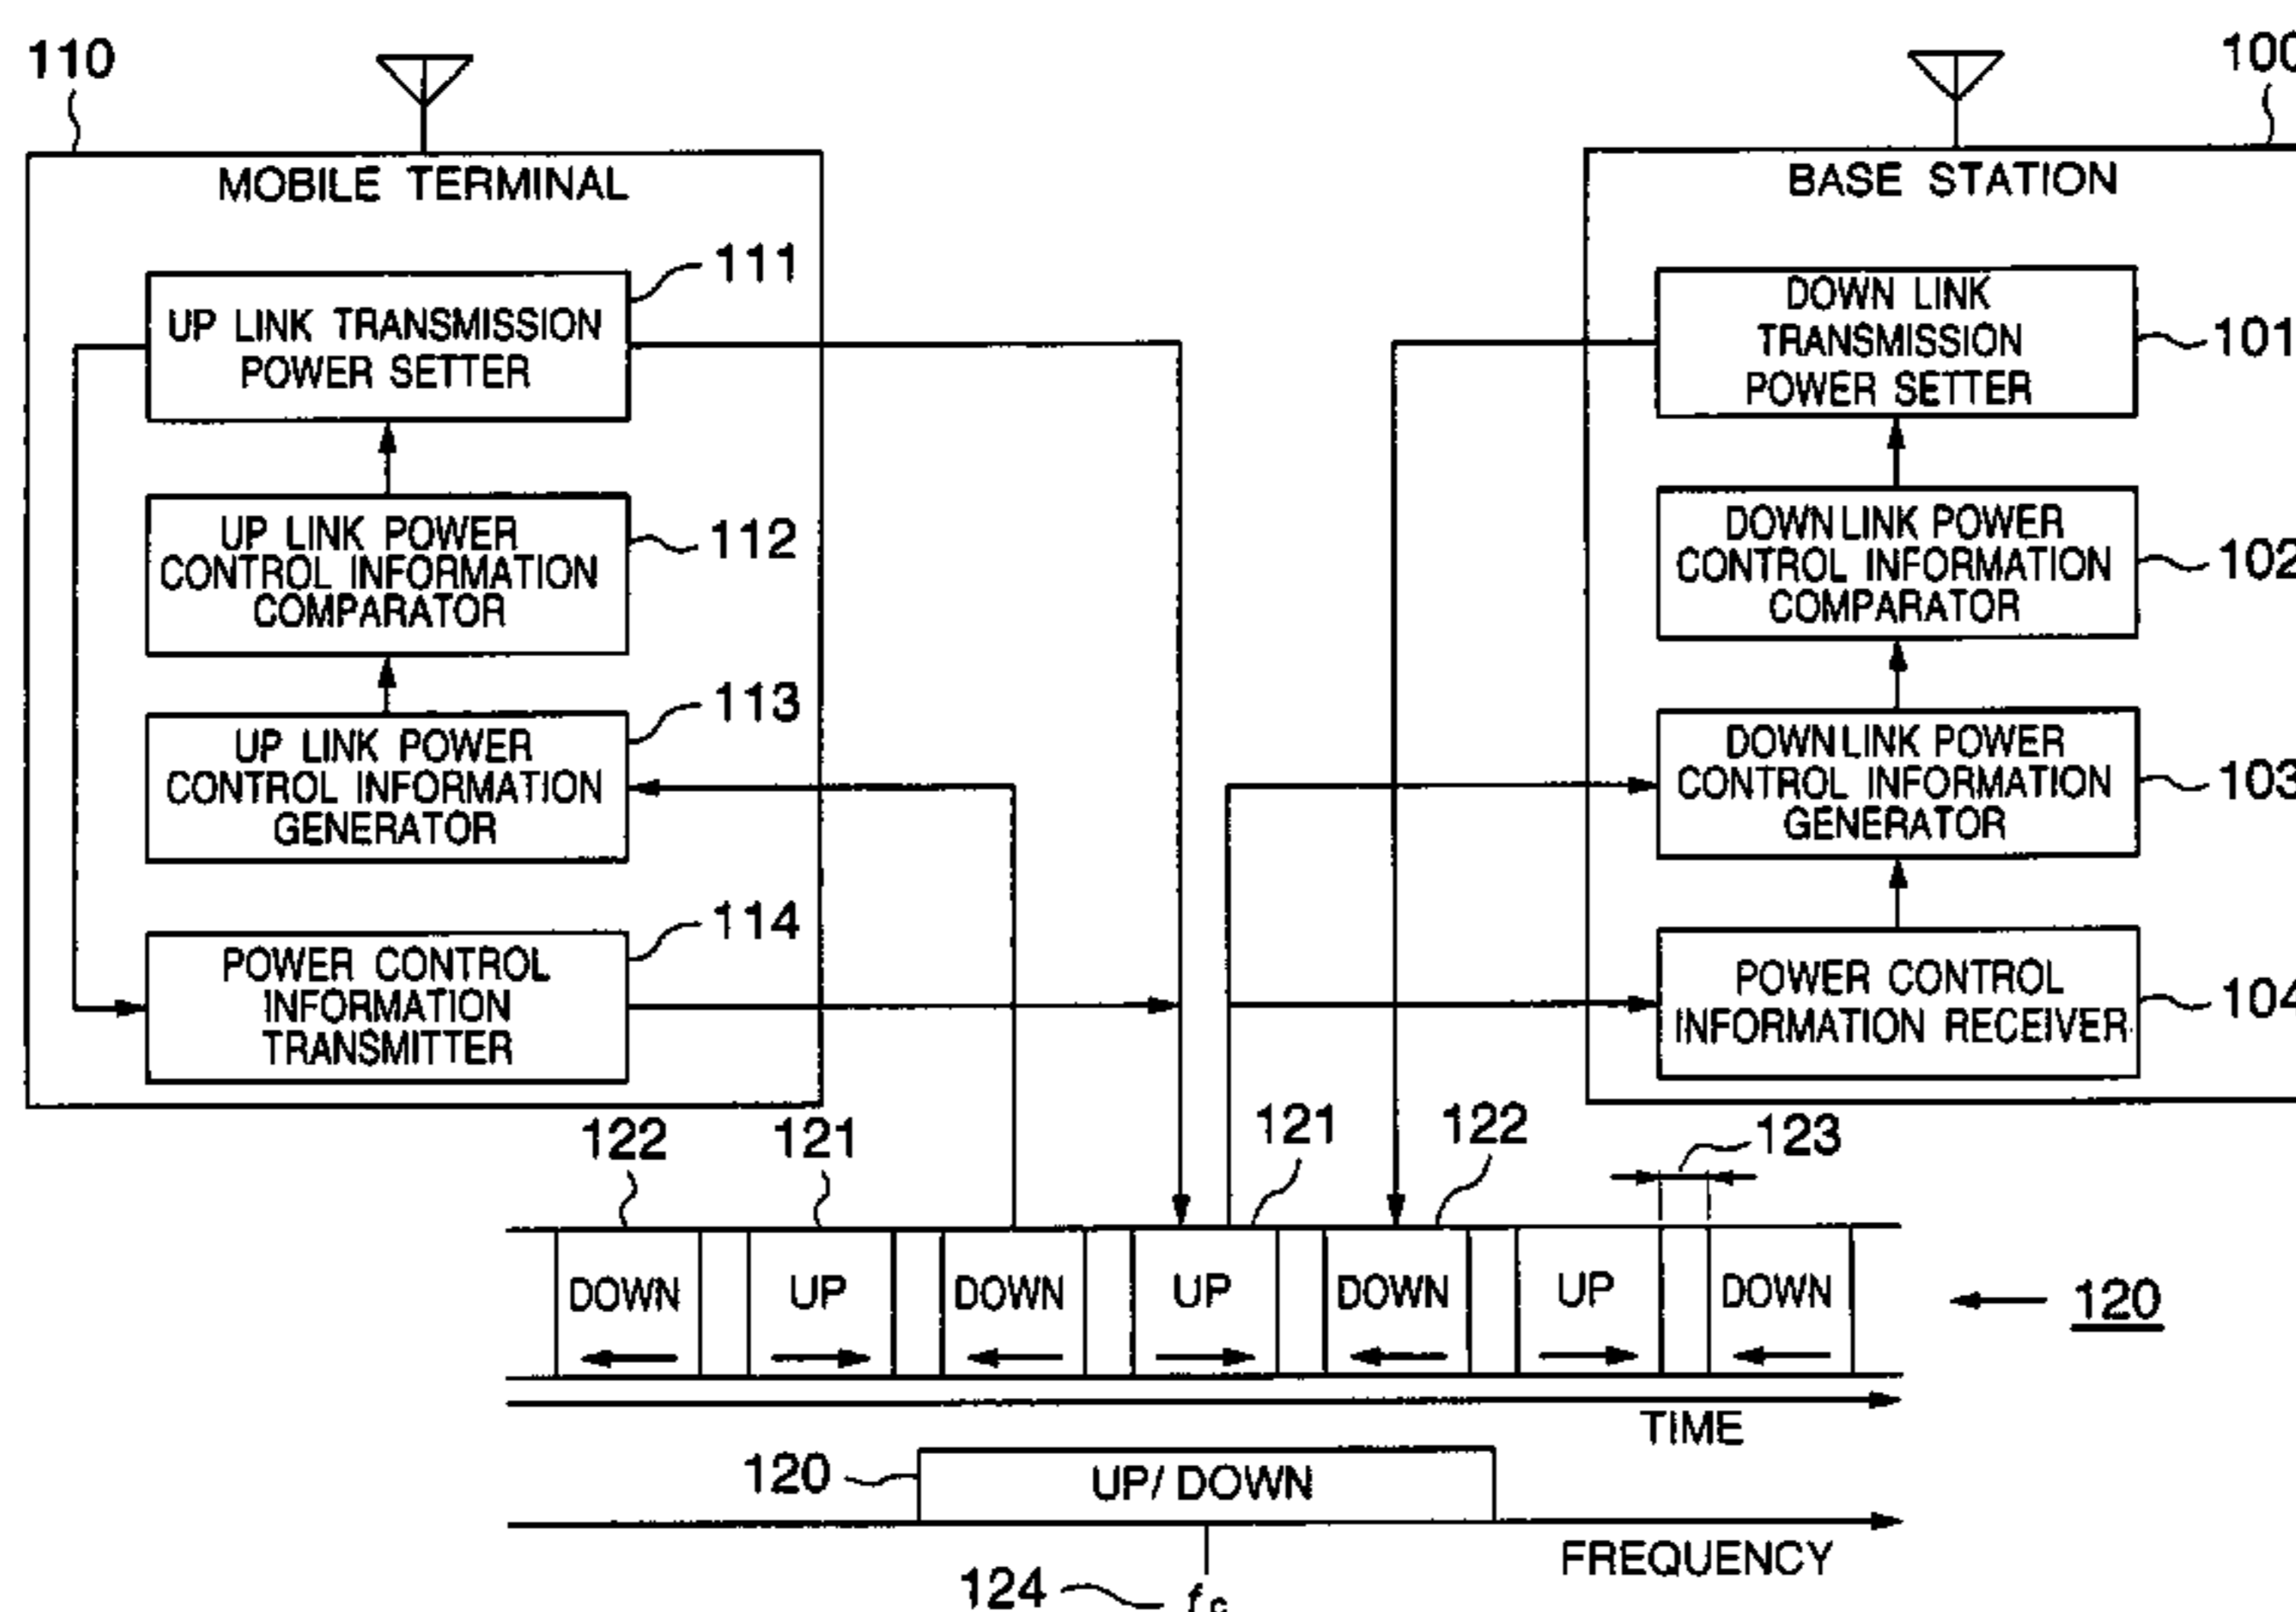 110
100
MOBILE TERMINAL
BASE STATION
111
UP LINK TRANSMISSION
POWER SETTER
DOWN LINK
TRANSMISSION
POWER SETTER
101
UP LINK POWER
CONTROL INFORMATION
COMPARATOR
112
DOWN LINK POWER
CONTROL INFORMATION
COMPARATOR
102
113
UP LINK POWER
CONTROL INFORMATION
GENERATOR
DOWN LINK POWER
CONTROL INFORMATION
GENERATOR
103
114
POWER CONTROL
INFORMATION
TRANSMITTER
POWER CONTROL
INFORMATION RECEIVER
104
122
121
121
122
123
DOWN
UP
DOWN
UP
DOWN
UP
DOWN
120
TIME
120
UP/DOWN
FREQUENCY
124
fc